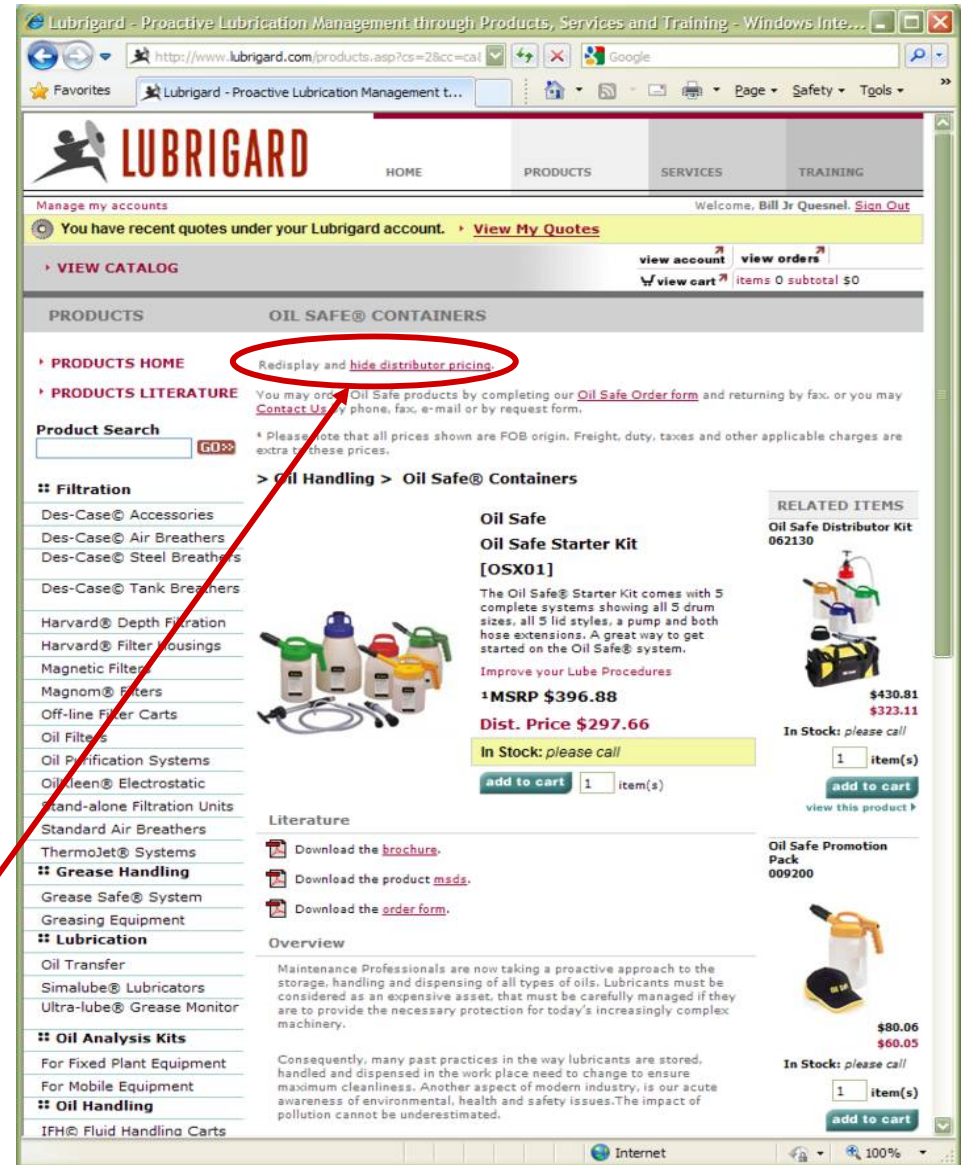 Lubrigard - Proactive Lubrication Management through Products, Services and Training - Windows Inte...
http://www.lubrigard.com/products.asp?cs=2&cc=cat
Google
Favorites
Lubrigard - Proactive Lubrication Management t...
Page
Safety
Tools
LUBRIGARD
HOME
PRODUCTS
SERVICES
TRAINING
Manage my accounts
Welcome, Bill Jr Quesnel. Sign Out
You have recent quotes under your Lubrigard account. View My Quotes
VIEW CATALOG
view account
view orders
view cart
items 0 subtotal $0
PRODUCTS
OIL SAFE® CONTAINERS
PRODUCTS HOME
PRODUCTS LITERATURE
Product Search
GO
Filtration
Des-Case© Accessories
Des-Case© Air Breathers
Des-Case© Steel Breathers
Des-Case© Tank Breathers
Harvard® Depth Filtration
Harvard® Filter Housings
Magnetic Filters
Magnom® Filters
Off-line Filter Carts
Oil Filters
Oil Purification Systems
OilKleen® Electrostatic
Stand-alone Filtration Units
Standard Air Breathers
ThermoJet® Systems
Grease Handling
Grease Safe® System
Greasing Equipment
Lubrication
Oil Transfer
Simalube® Lubricators
Ultra-lube® Grease Monitor
Oil Analysis Kits
For Fixed Plant Equipment
For Mobile Equipment
Oil Handling
IFH© Fluid Handling Carts
Redisplay and hide distributor pricing.
You may order Oil Safe products by completing our Oil Safe Order form and returning by fax. or you may
Contact Us by phone, fax, e-mail or by request form.
* Please note that all prices shown are FOB origin. Freight, duty, taxes and other applicable charges are
extra to these prices.
> Oil Handling > Oil Safe® Containers
Oil Safe
Oil Safe Starter Kit
[OSX01]
The Oil Safe® Starter Kit comes with 5
complete systems showing all 5 drum
sizes, all 5 lid styles, a pump and both
hose extensions. A great way to get
started on the Oil Safe® system.
Improve your Lube Procedures
¹MSRP $396.88
Dist. Price $297.66
In Stock: please call
add to cart 1 item(s)
Literature
Download the brochure.
Download the product msds.
Download the order form.
Overview
Maintenance Professionals are now taking a proactive approach to the
storage, handling and dispensing of all types of oils. Lubricants must be
considered as an expensive asset, that must be carefully managed if they
are to provide the necessary protection for today's increasingly complex
machinery.
Consequently, many past practices in the way lubricants are stored,
handled and dispensed in the work place need to change to ensure
maximum cleanliness. Another aspect of modern industry, is our acute
awareness of environmental, health and safety issues.The impact of
pollution cannot be underestimated.
RELATED ITEMS
Oil Safe Distributor Kit
062130
$430.81
$323.11
In Stock: please call
1 item(s)
add to cart
view this product
Oil Safe Promotion
Pack
009200
$80.06
$60.05
In Stock: please call
1 item(s)
add to cart
Internet
100%